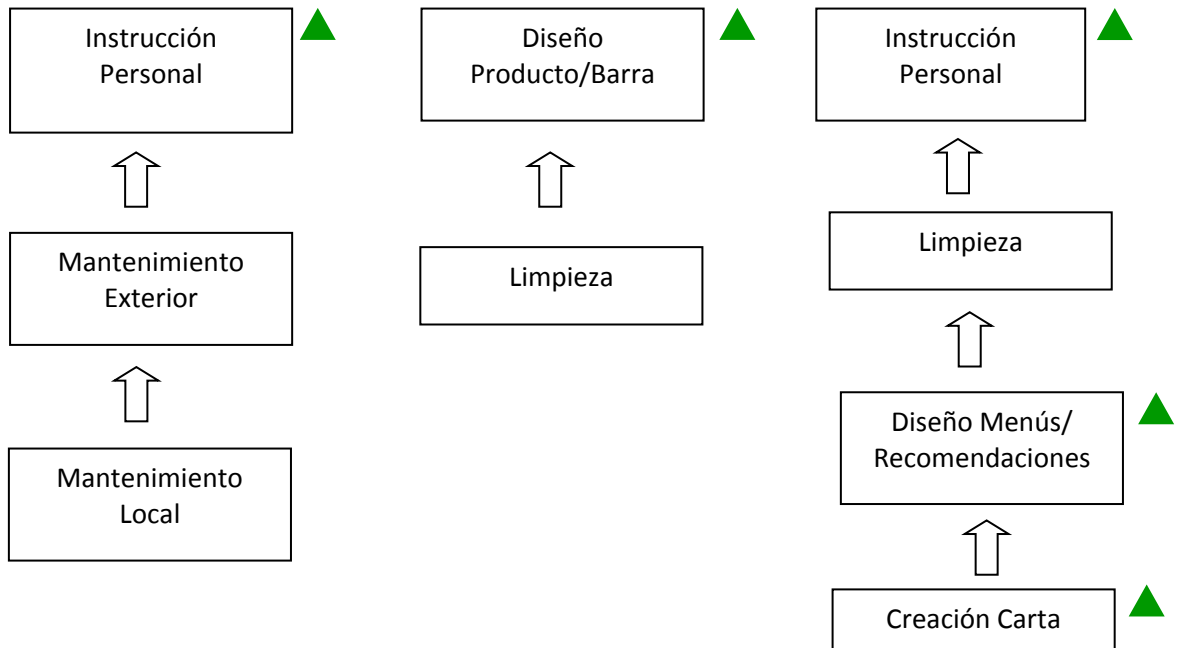 Instrucción
Personal
Diseño
Producto/Barra
Instrucción
Personal
Mantenimiento
Exterior
Limpieza
Limpieza
Mantenimiento
Local
Diseño Menús/
Recomendaciones
Creación Carta